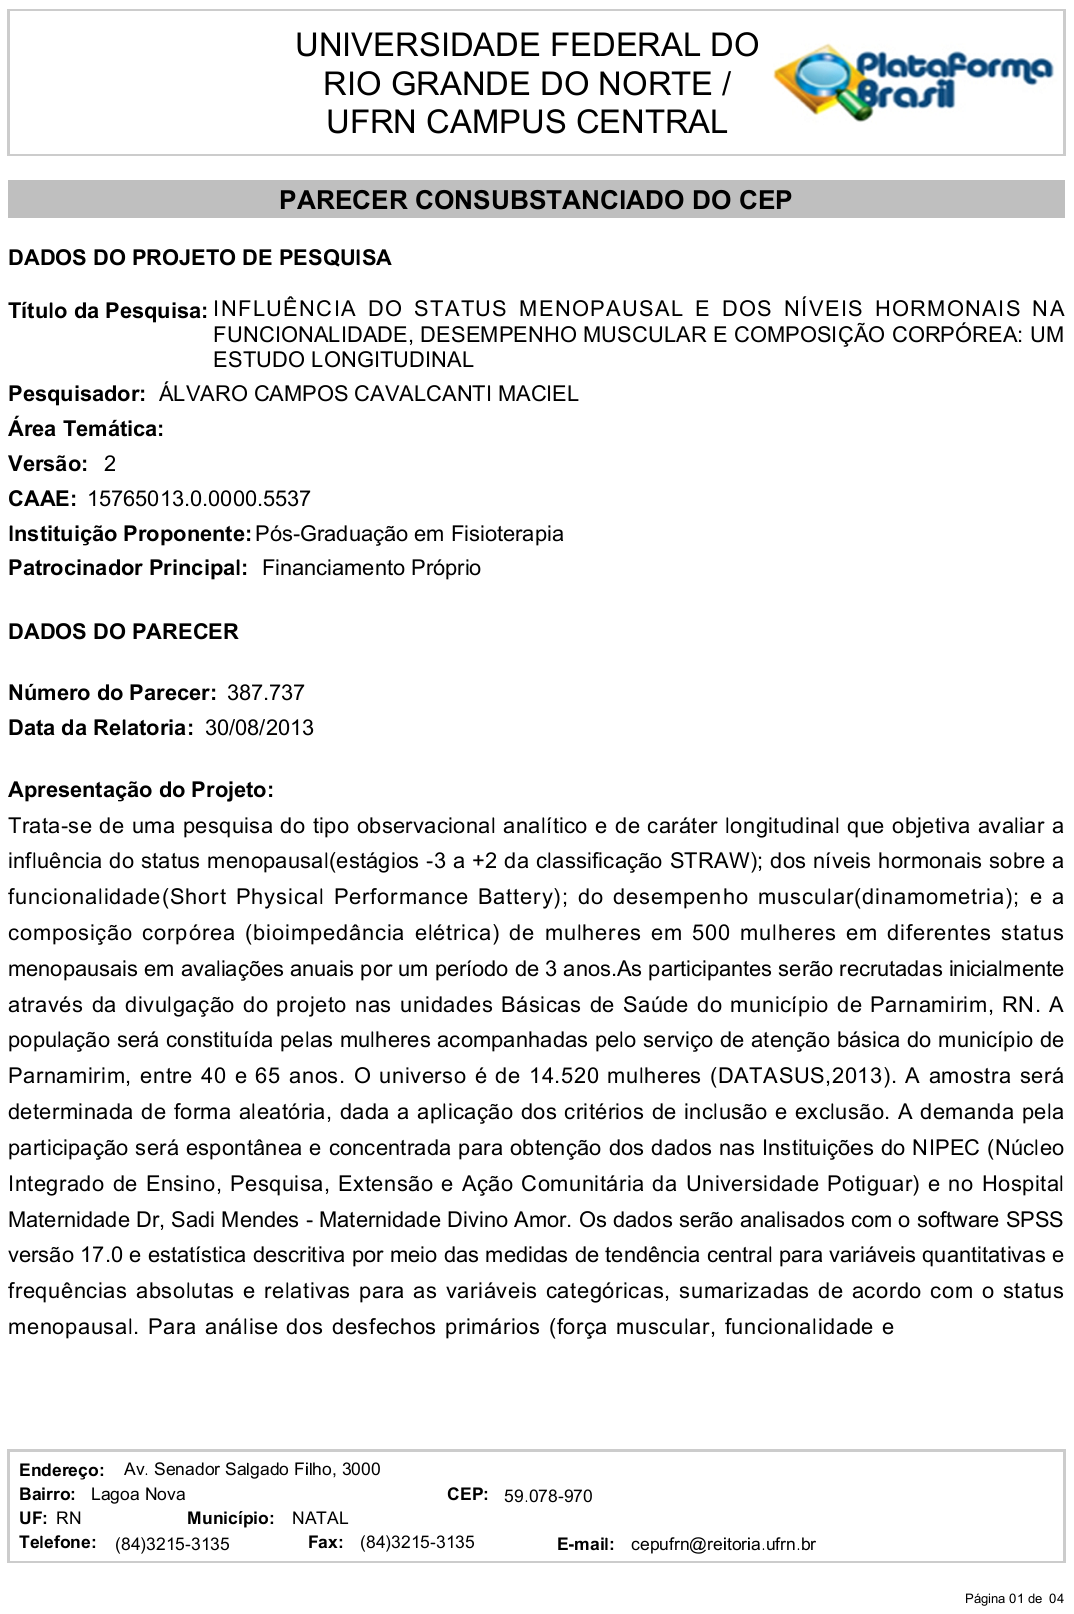 UNIVERSIDADE FEDERAL DO
RIO GRANDE DO NORTE /
UFRN CAMPUS CENTRAL
Plataforma
Brasil
PARECER CONSUBSTANCIADO DO CEP
DADOS DO PROJETO DE PESQUISA
Título da Pesquisa: INFLUÊNCIA DO STATUS MENOPAUSAL E DOS NÍVEIS HORMONAIS NA
FUNCIONALIDADE, DESEMPENHO MUSCULAR E COMPOSIÇÃO CORPÓREA: UM
ESTUDO LONGITUDINAL
Pesquisador: ÁLVARO CAMPOS CAVALCANTI MACIEL
Área Temática:
Versão: 2
CAAE: 15765013.0.0000.5537
Instituição Proponente: Pós-Graduação em Fisioterapia
Patrocinador Principal: Financiamento Próprio
DADOS DO PARECER
Número do Parecer: 387.737
Data da Relatoria: 30/08/2013
Apresentação do Projeto:
Trata-se de uma pesquisa do tipo observacional analítico e de caráter longitudinal que objetiva avaliar a
influência do status menopausal(estágios -3 a +2 da classificação STRAW); dos níveis hormonais sobre a
funcionalidade(Short Physical Performance Battery); do desempenho muscular(dinamometria); e a
composição corpórea (bioimpedância elétrica) de mulheres em 500 mulheres em diferentes status
menopausais em avaliações anuais por um período de 3 anos.As participantes serão recrutadas inicialmente
através da divulgação do projeto nas unidades Básicas de Saúde do município de Parnamirim, RN. A
população será constituída pelas mulheres acompanhadas pelo serviço de atenção básica do município de
Parnamirim, entre 40 e 65 anos. O universo é de 14.520 mulheres (DATASUS,2013). A amostra será
determinada de forma aleatória, dada a aplicação dos critérios de inclusão e exclusão. A demanda pela
participação será espontânea e concentrada para obtenção dos dados nas Instituições do NIPEC (Núcleo
Integrado de Ensino, Pesquisa, Extensão e Ação Comunitária da Universidade Potiguar) e no Hospital
Maternidade Dr, Sadi Mendes - Maternidade Divino Amor. Os dados serão analisados com o software SPSS
versão 17.0 e estatística descritiva por meio das medidas de tendência central para variáveis quantitativas e
frequências absolutas e relativas para as variáveis categóricas, sumarizadas de acordo com o status
menopausal. Para análise dos desfechos primários (força muscular, funcionalidade e
Endereço: Av. Senador Salgado Filho, 3000
Bairro: Lagoa Nova CEP: 59.078-970
UF: RN Município: NATAL
Telefone: (84)3215-3135 Fax: (84)3215-3135 E-mail: cepufrn@reitoria.ufrn.br
Página 01 de 04